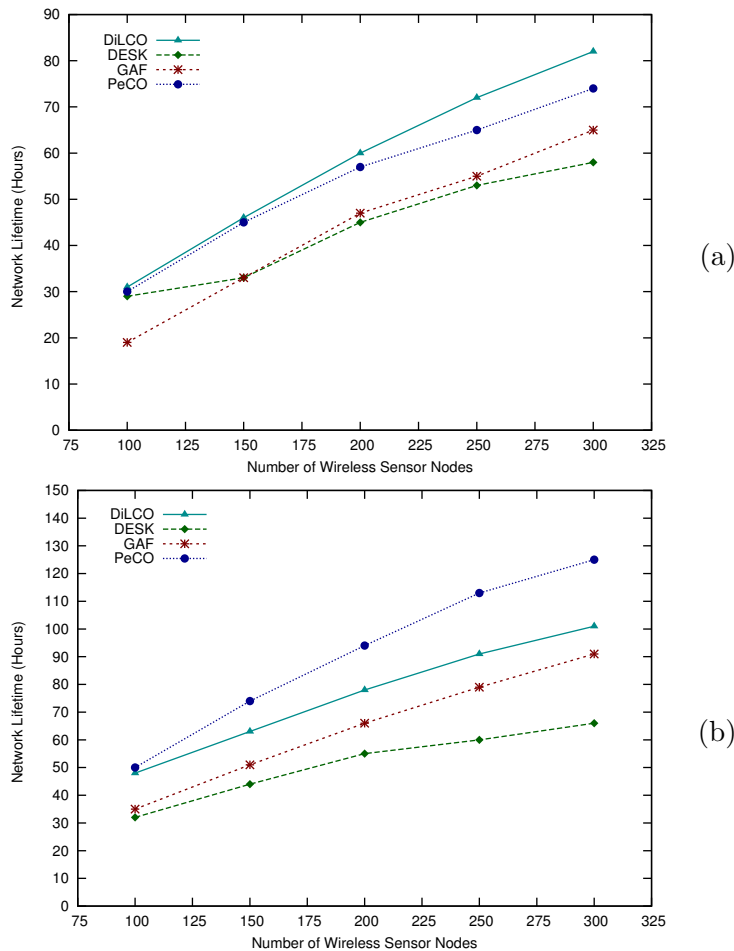 90
80
70
60
50
40
30
20
10
0
Network Lifetime (Hours)
DiLCO
DESK
GAF
PeCO
75 100 125 150 175 200 225 250 275 300 325
Number of Wireless Sensor Nodes
(a)
150
140
130
120
110
100
90
80
70
60
50
40
30
20
10
0
Network Lifetime (Hours)
DiLCO
DESK
GAF
PeCO
75 100 125 150 175 200 225 250 275 300 325
Number of Wireless Sensor Nodes
(b)